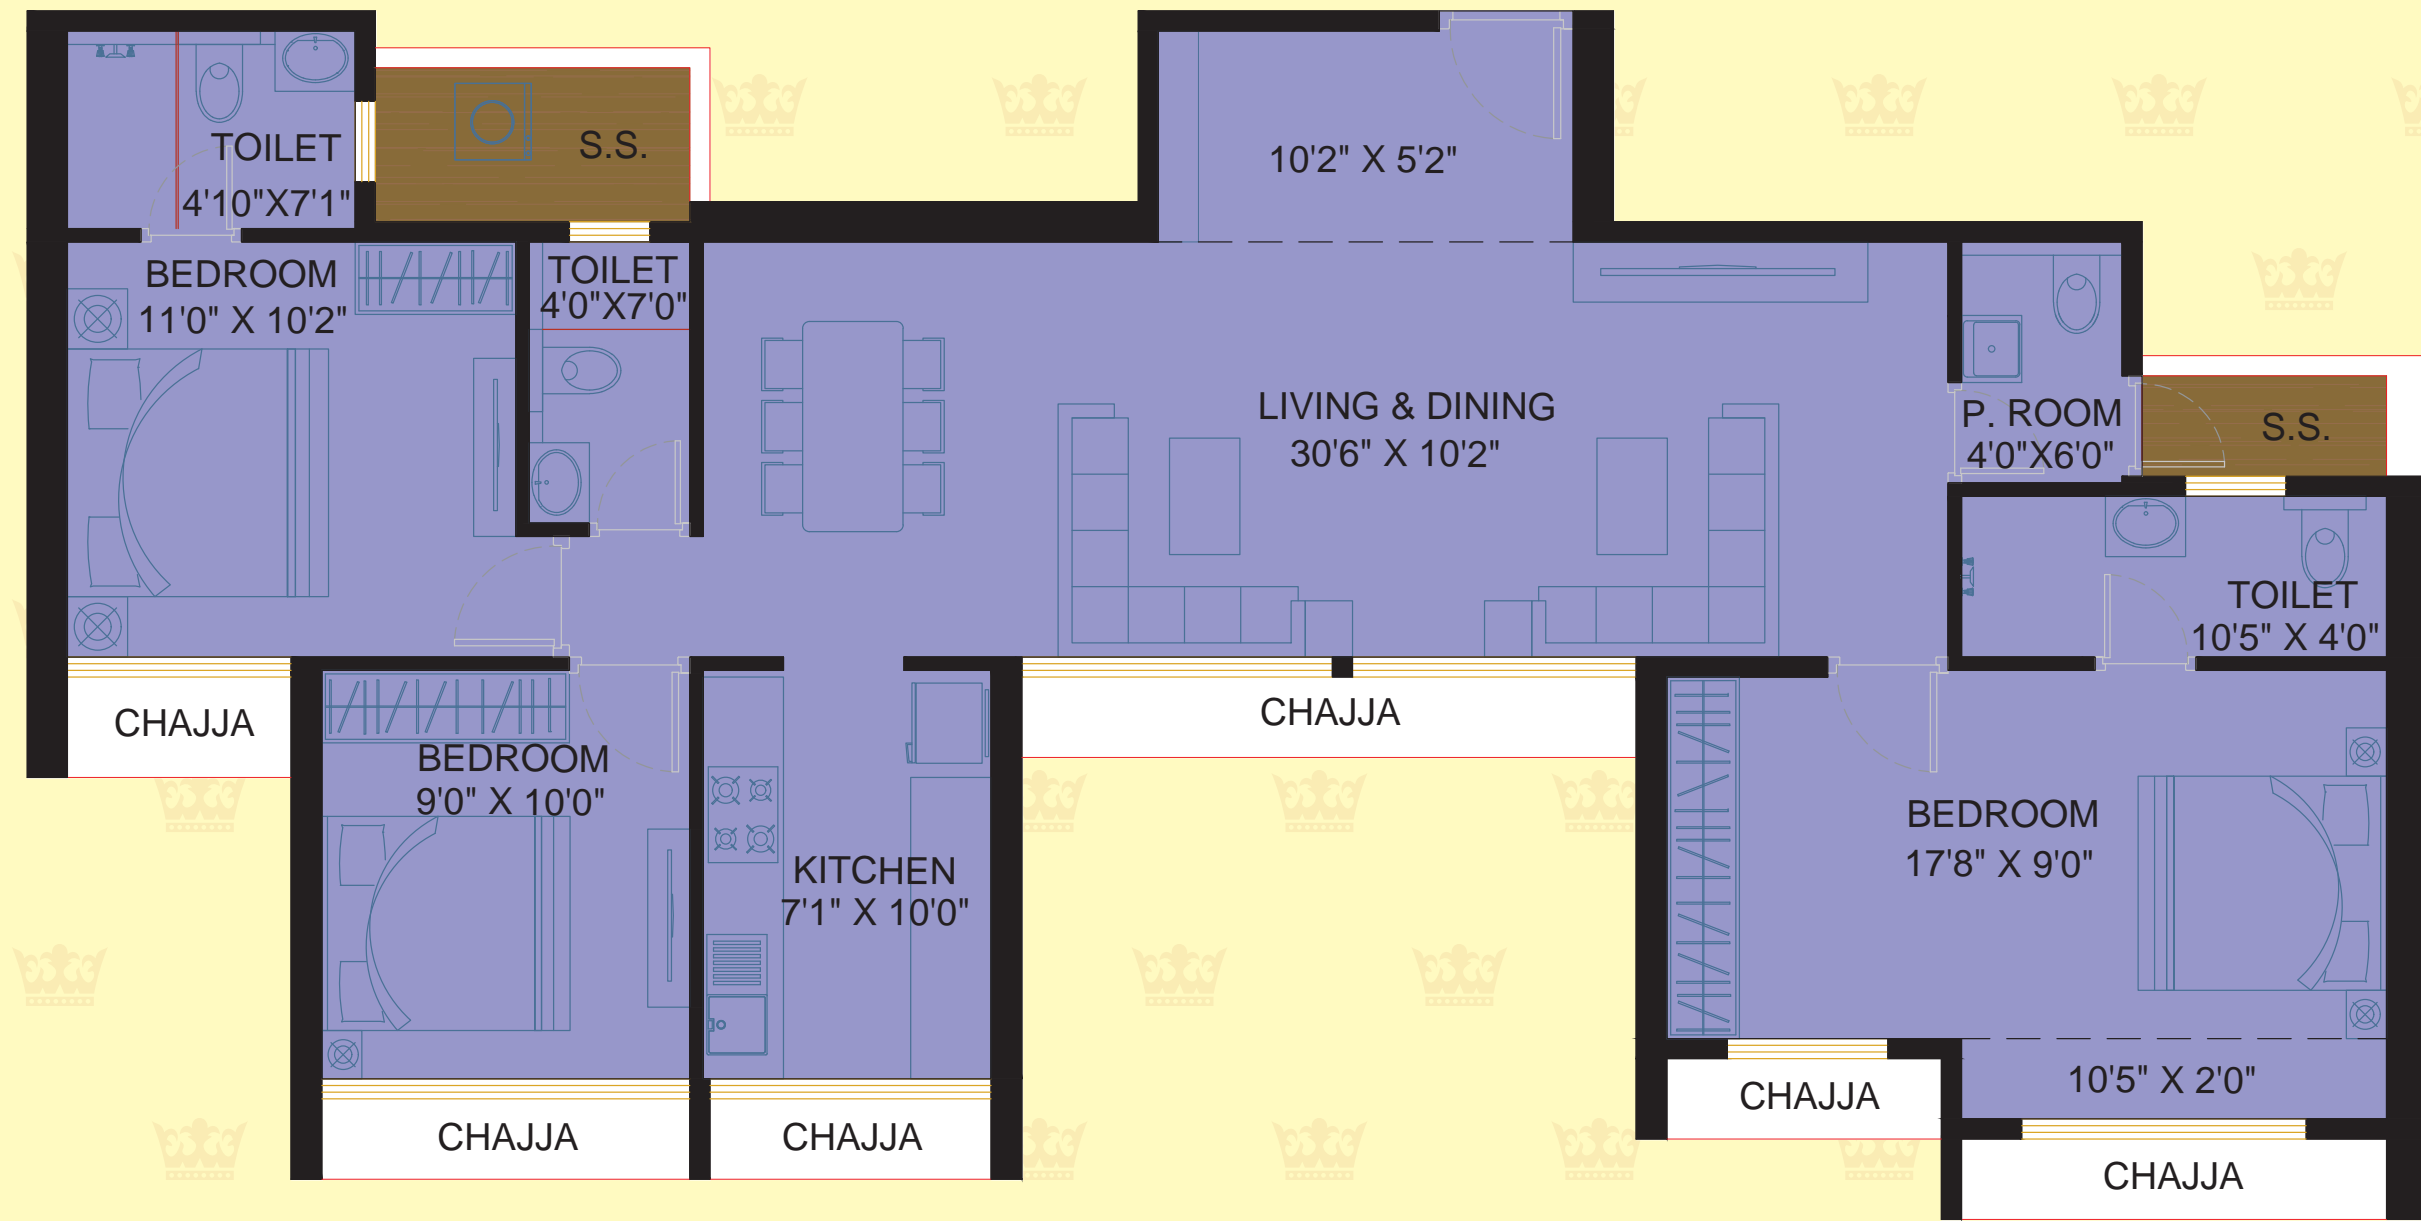 TOILET
4'10"X7'1"
S.S.
10'2" X 5'2"
BEDROOM
11'0" X 10'2"
TOILET
4'0"X7'0"
LIVING & DINING
30'6" X 10'2"
P. ROOM
4'0"X6'0"
S.S.
TOILET
10'5" X 4'0"
CHAJJA
BEDROOM
9'0" X 10'0"
KITCHEN
7'1" X 10'0"
CHAJJA
BEDROOM
17'8" X 9'0"
10'5" X 2'0"
CHAJJA
CHAJJA
CHAJJA
CHAJJA